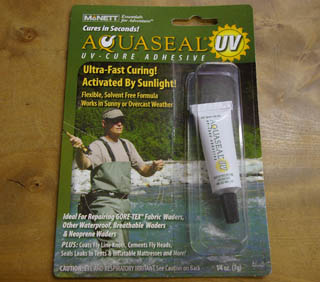 McNETT Essentials for Adventure
Cures in Seconds!
AQUASEAL UV
UV-CURE ADHESIVE
Ultra-Fast Curing!
Activated By Sunlight!
Flexible, Solvent Free Formula
Works in Sunny or Overcast Weather
AQUASEAL UV
Ideal For Repairing GORE-TEX® Fabric Waders,
Other Waterproof, Breathable Waders
& Neoprene Waders
PLUS: Coats Fly Line Knots, Cements Fly Heads,
Seals Leaks in Tents & Inflatable Mattresses and More!
CAUTION: EYE AND RESPIRATORY IRRITANT See Caution on Back
1/4 oz. (7g)